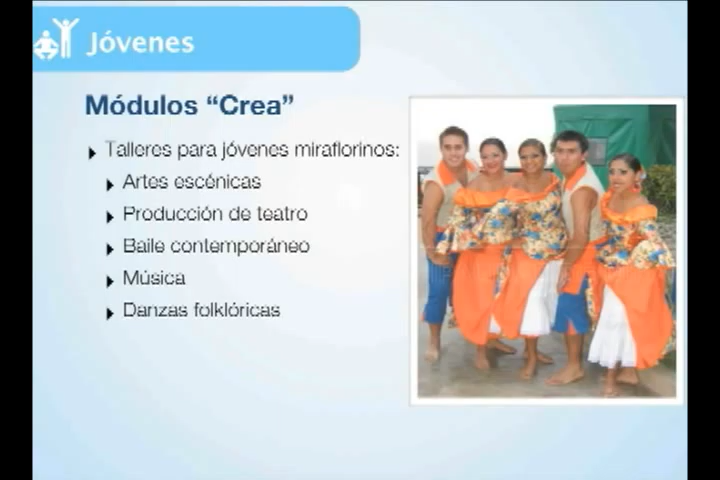 Jóvenes
Módulos “Crea”
Talleres para jóvenes miraflorinos:
Artes escénicas
Producción de teatro
Baile contemporáneo
Música
Danzas folklóricas